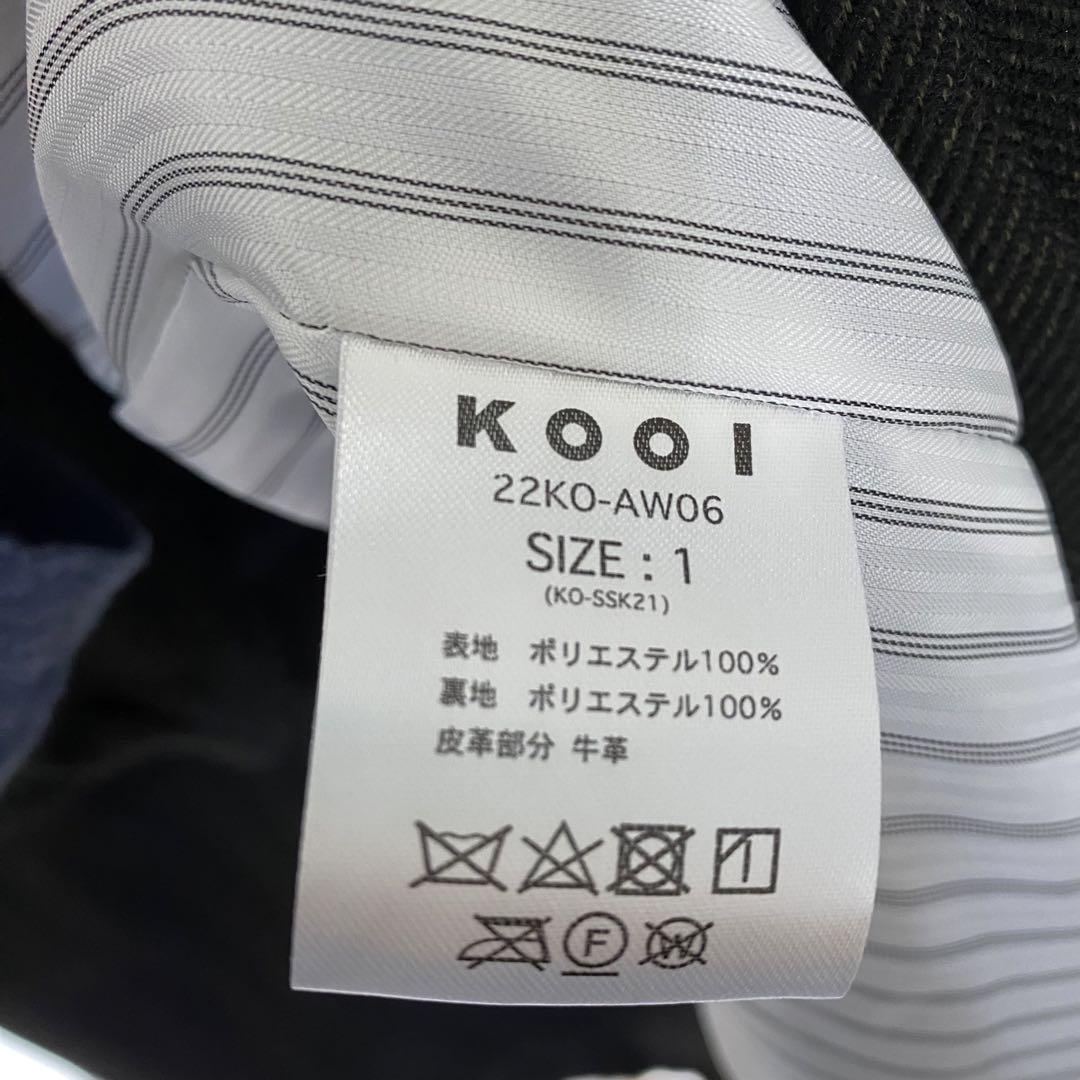 KOOI
22KO-AW06
SIZE : 1
(KO-SSK21)
表地 ポリエステル100%
裏地 ポリエステル100%
皮革部分 牛革
F W